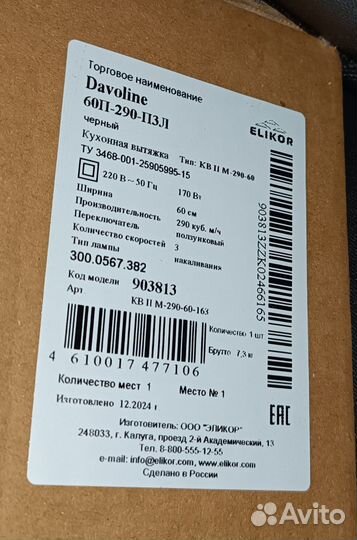 Торговое наименование
Davoline
60П-290-П3Л
черный
ELIKOR
Кухонная вытяжка Тип: КВ II М-290-60
ТУ 3468-001-25905995-15
220 В ~ 50 Гц 170 Вт
Ширина 60 см
Производительность 290 куб. м/ч
Переключатель ползунковый
Количество скоростей 3
Тип лампы накаливания
300.0567.382
Код модели 903813
Арт. КВ II М-290-60-163
903813ZZK02466165
Количество 1 шт
Брутто 7,3 кг
4 610017 477106
Количество мест 1 Место № 1
Изготовлено 12.2024 г
EAC
Изготовитель: ООО "ЭЛИКОР"
248033, г. Калуга, проезд 2-й Академический, 13
Тел. 8-800-555-12-55
e-mail: info@elikor.com, www.elikor.com
Сделано в России
Avito